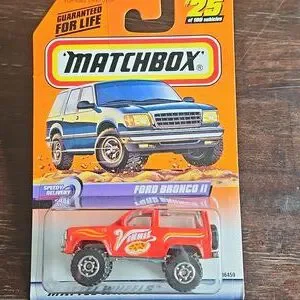 GUARANTEED
FOR LIFE
#25
of 100 vehicles
MATCHBOX
SPEEDY
DELIVERY
FORD BRONCO II